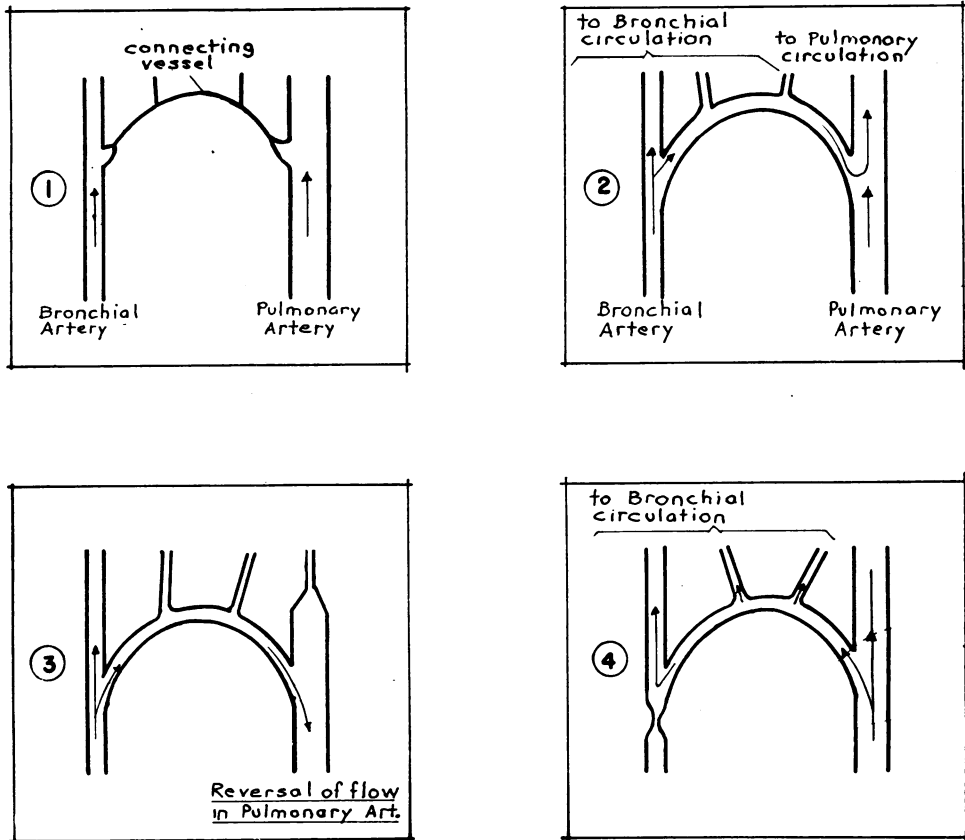 connecting
vessel
1
Bronchial
Artery
Pulmonary
Artery
to Bronchial
circulation
to Pulmonary
circulation
2
Bronchial
Artery
Pulmonary
Artery
3
Reversal of flow
in Pulmonary Art.
to Bronchial
circulation
4